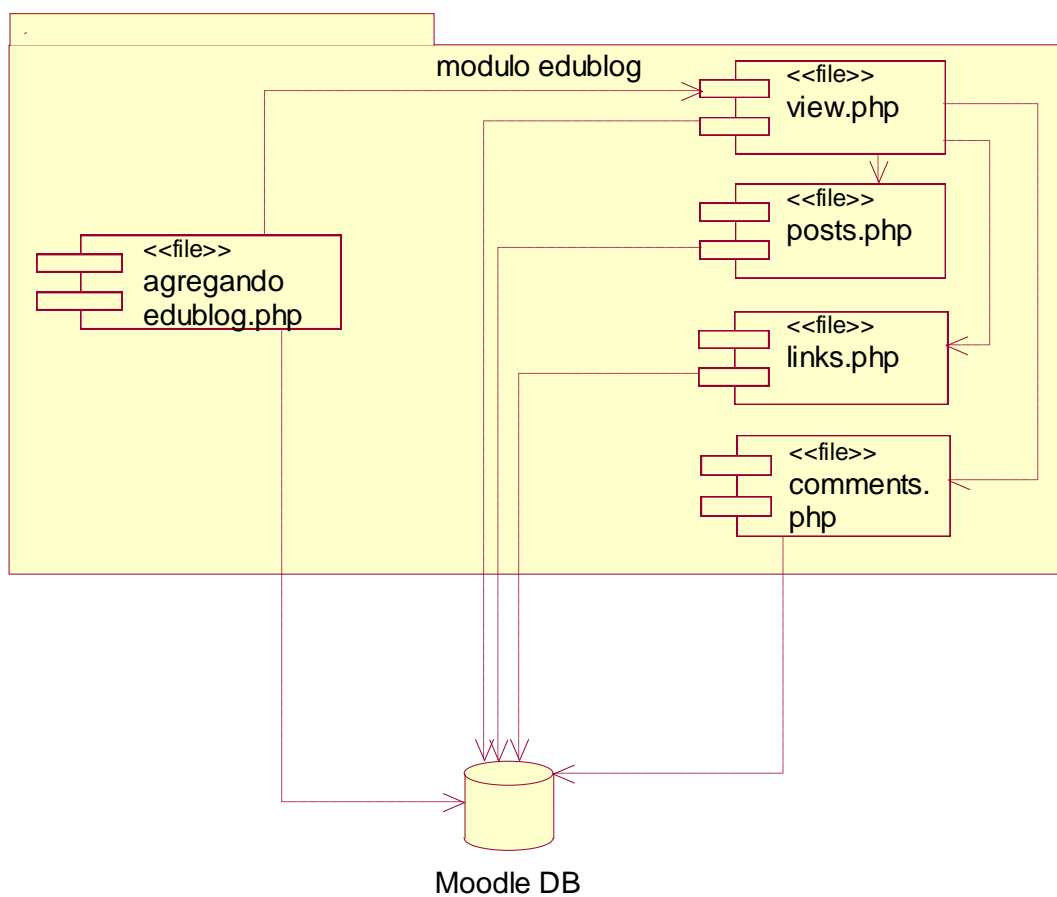 modulo edublog
<<file>>
view.php
<<file>>
posts.php
<<file>>
agregando
edublog.php
<<file>>
links.php
<<file>>
comments.
php
Moodle DB